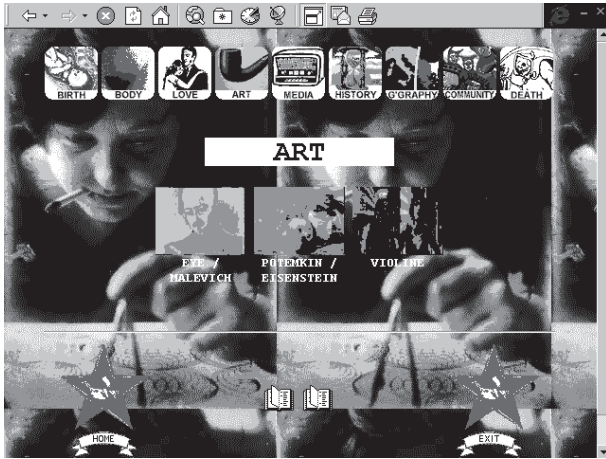 BIRTH
BODY
LOVE
ART
MEDIA
HISTORY
G'GRAPHY
COMMUNITY
DEATH
ART
EYE /
MALEVICH
POTEMKIN /
EISENSTEIN
VIOLINE
HOME
EXIT